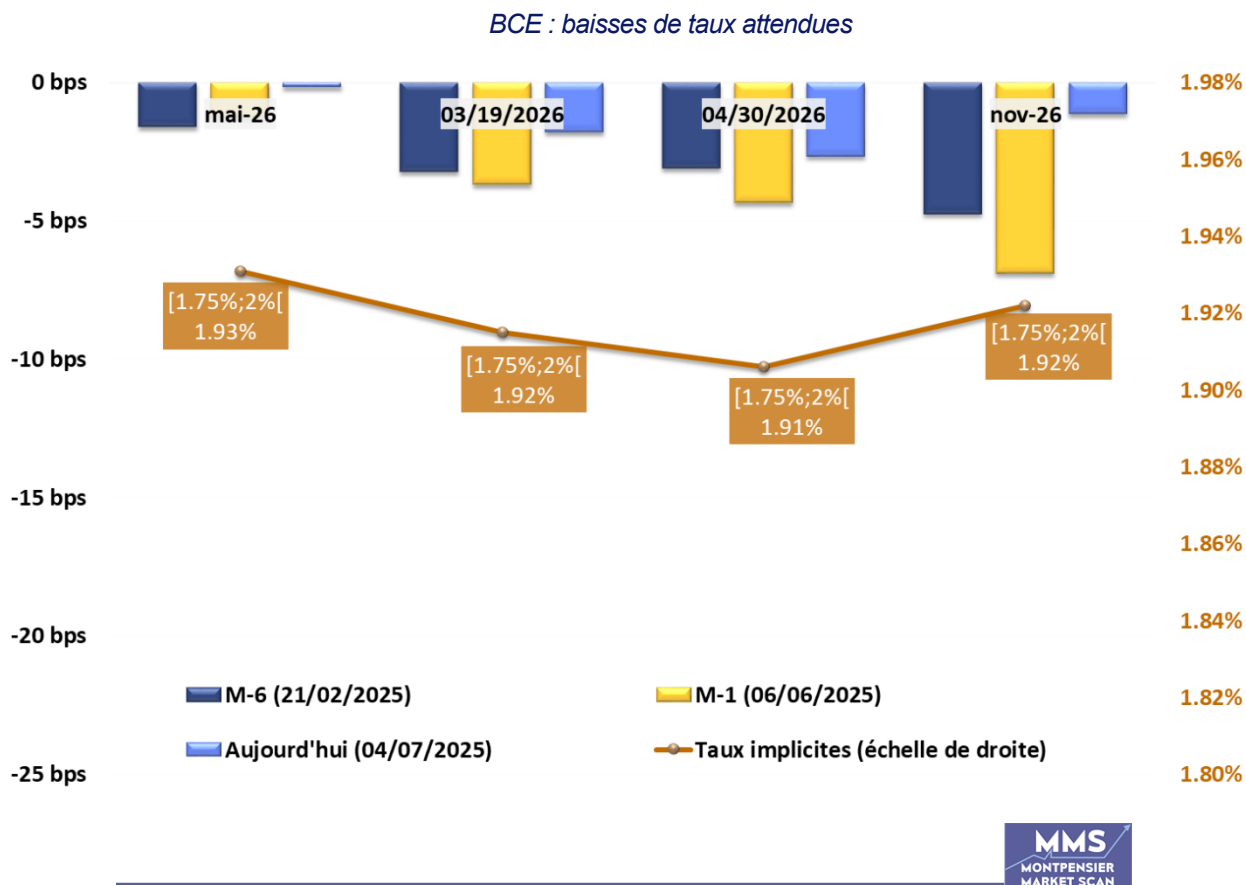 BCE : baisses de taux attendues
0 bps
-5 bps
-10 bps
-15 bps
-20 bps
-25 bps
mai-26
03/19/2026
04/30/2026
nov-26
[1.75%;2%[
1.93%
[1.75%;2%[
1.92%
[1.75%;2%[
1.91%
[1.75%;2%[
1.92%
1.98%
1.96%
1.94%
1.92%
1.90%
1.88%
1.86%
1.84%
1.82%
1.80%
M-6 (21/02/2025)
M-1 (06/06/2025)
Aujourd'hui (04/07/2025)
Taux implicites (échelle de droite)
MMS
MONTPENSIER
MARKET SCAN